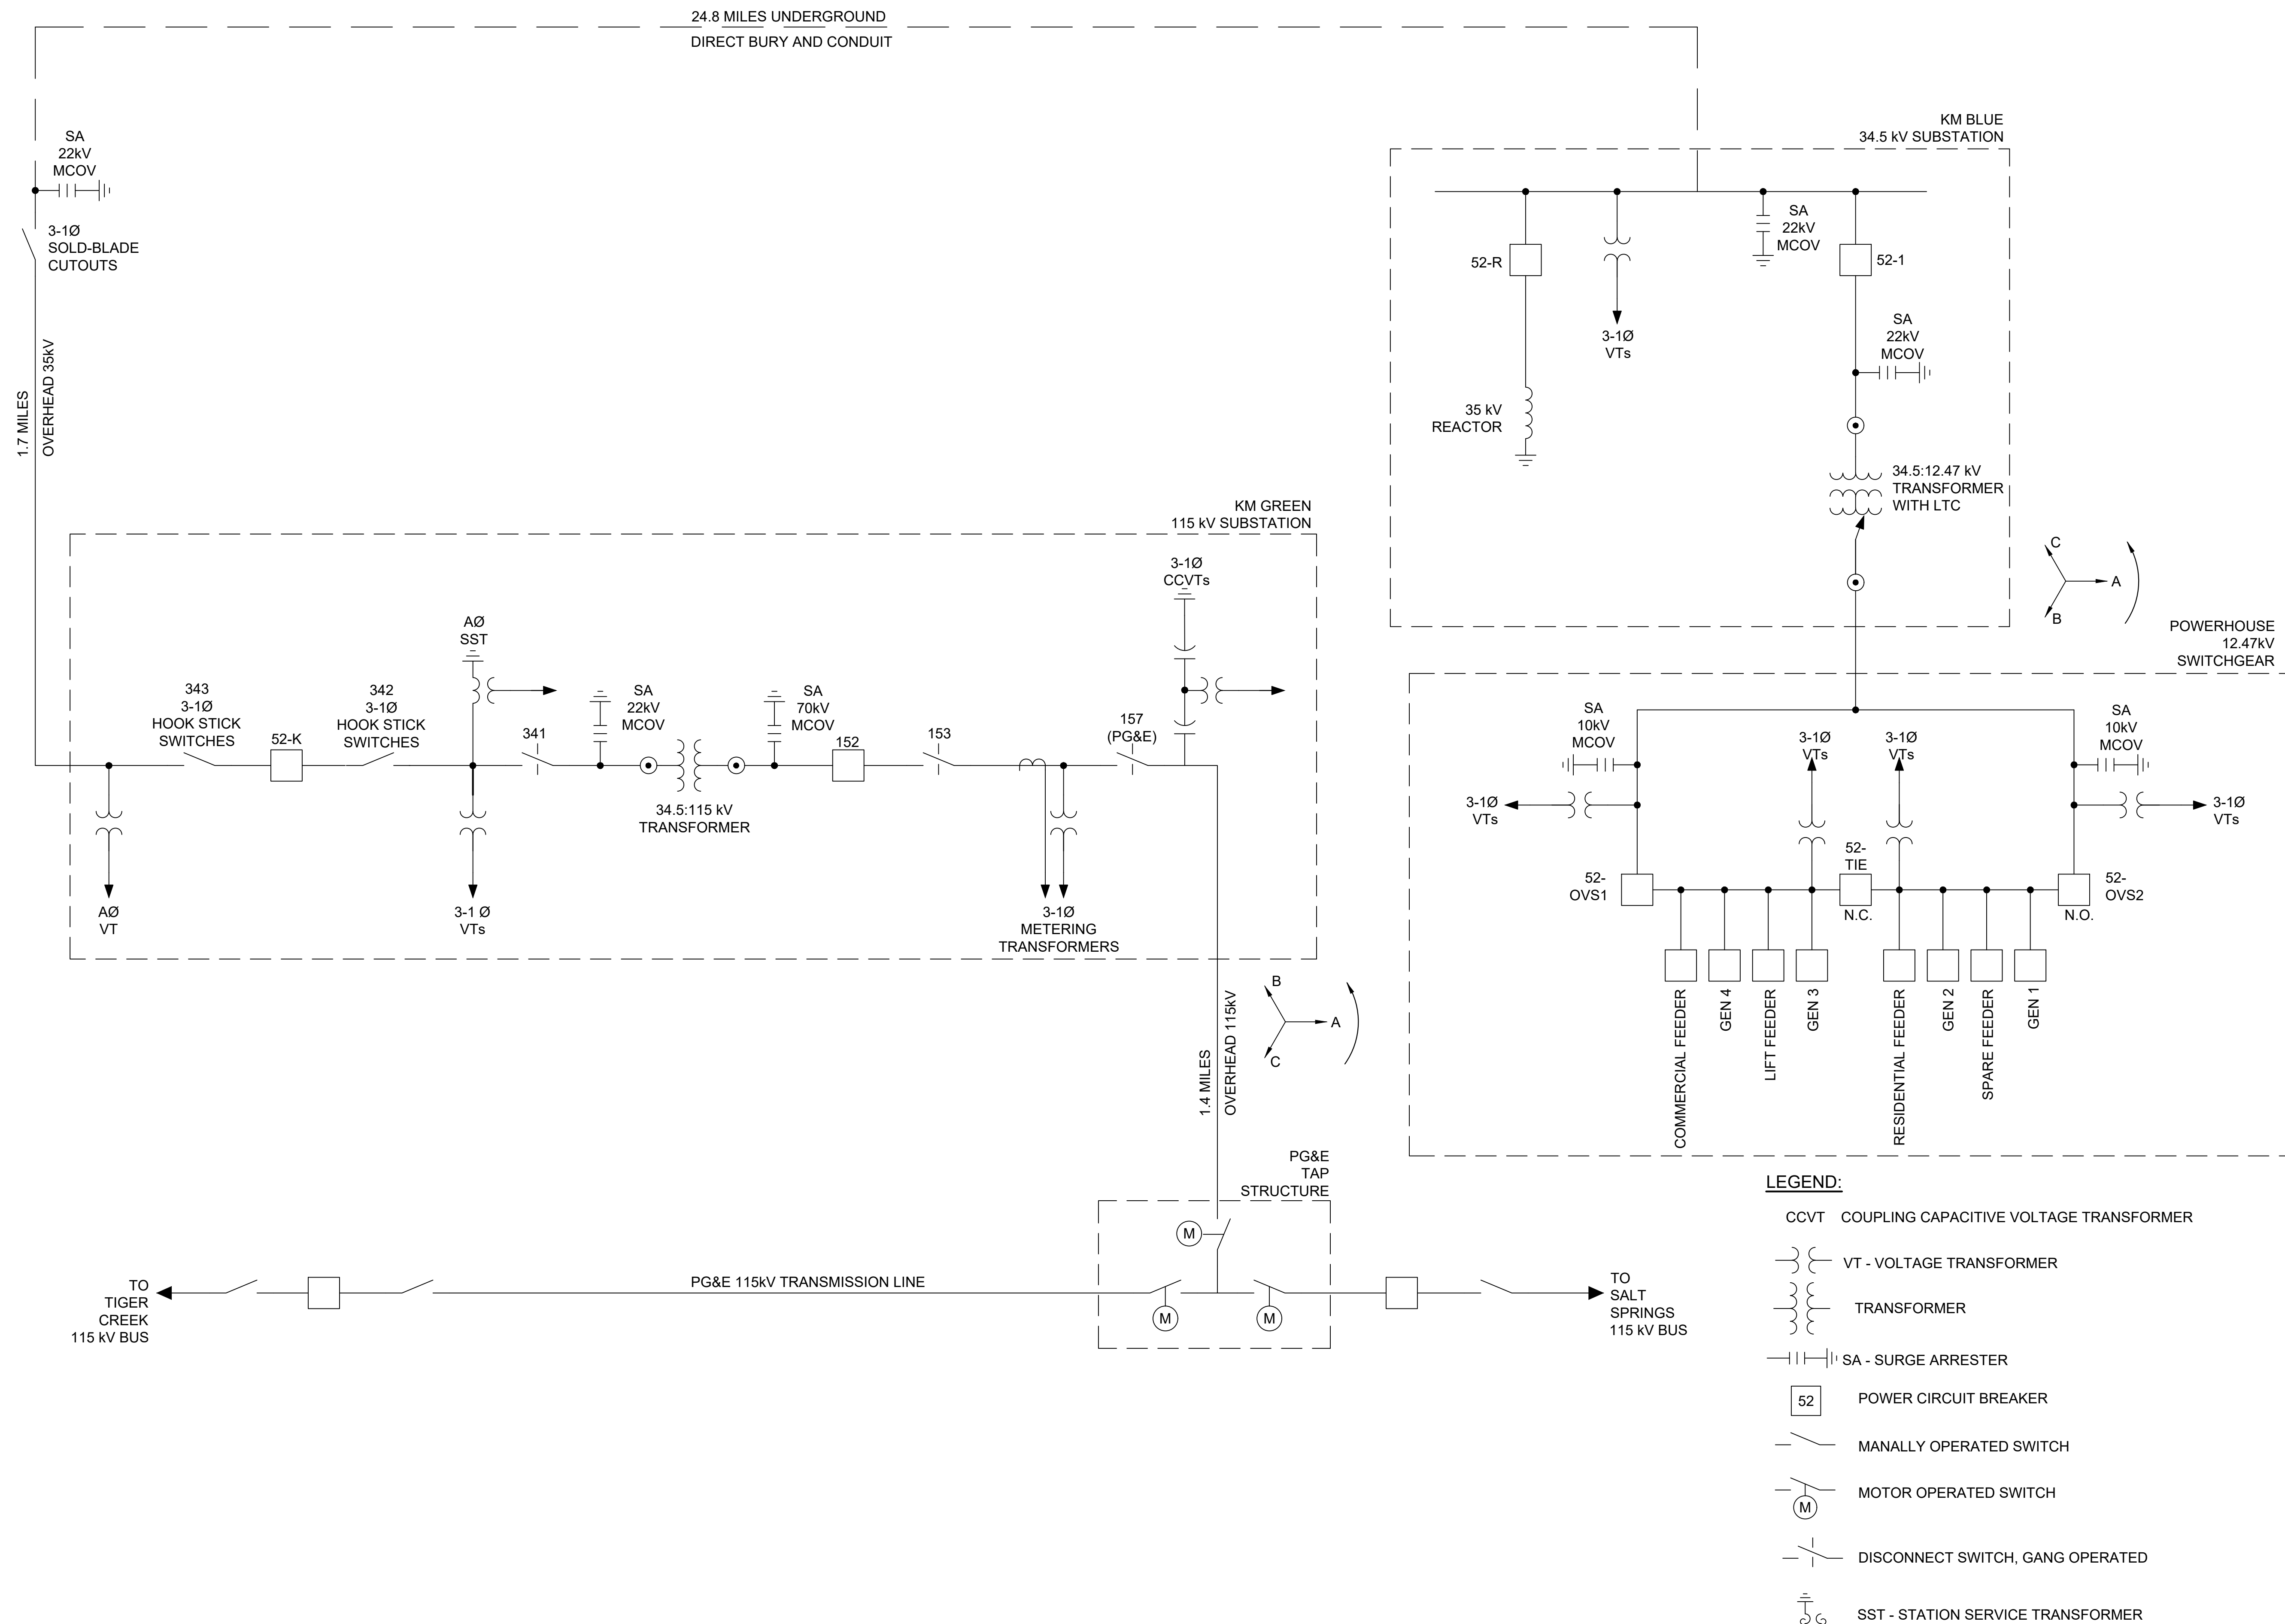 24.8 MILES UNDERGROUND
DIRECT BURY AND CONDUIT
SA
22kV
MCOV
3-1Ø
SOLD-BLADE
CUTOUTS
1.7 MILES
OVERHEAD 35kV
KM BLUE
34.5 kV SUBSTATION
52-R
3-1Ø
VTs
SA
22kV
MCOV
52-1
SA
22kV
MCOV
35 kV
REACTOR
34.5:12.47 kV
TRANSFORMER
WITH LTC
C
A
B
KM GREEN
115 kV SUBSTATION
343
3-1Ø
HOOK STICK
SWITCHES
52-K
342
3-1Ø
HOOK STICK
SWITCHES
AØ
SST
341
SA
22kV
MCOV
34.5:115 kV
TRANSFORMER
SA
70kV
MCOV
152
153
157
(PG&E)
3-1Ø
CCVTs
AØ
VT
3-1 Ø
VTs
3-1Ø
METERING
TRANSFORMERS
POWERHOUSE
12.47kV
SWITCHGEAR
SA
10kV
MCOV
3-1Ø
VTs
3-1Ø
VTs
3-1Ø
VTs
SA
10kV
MCOV
3-1Ø
VTs
52-
OVS1
52-
TIE
N.C.
52-
OVS2
N.O.
COMMERCIAL FEEDER
GEN 4
LIFT FEEDER
GEN 3
RESIDENTIAL FEEDER
GEN 2
SPARE FEEDER
GEN 1
B
A
C
1.4 MILES
OVERHEAD 115kV
PG&E
TAP
STRUCTURE
M
M
M
TO
TIGER
CREEK
115 kV BUS
PG&E 115kV TRANSMISSION LINE
TO
SALT
SPRINGS
115 kV BUS
LEGEND:
CCVT COUPLING CAPACITIVE VOLTAGE TRANSFORMER
VT - VOLTAGE TRANSFORMER
TRANSFORMER
SA - SURGE ARRESTER
52 POWER CIRCUIT BREAKER
MANALLY OPERATED SWITCH
M MOTOR OPERATED SWITCH
DISCONNECT SWITCH, GANG OPERATED
SST - STATION SERVICE TRANSFORMER